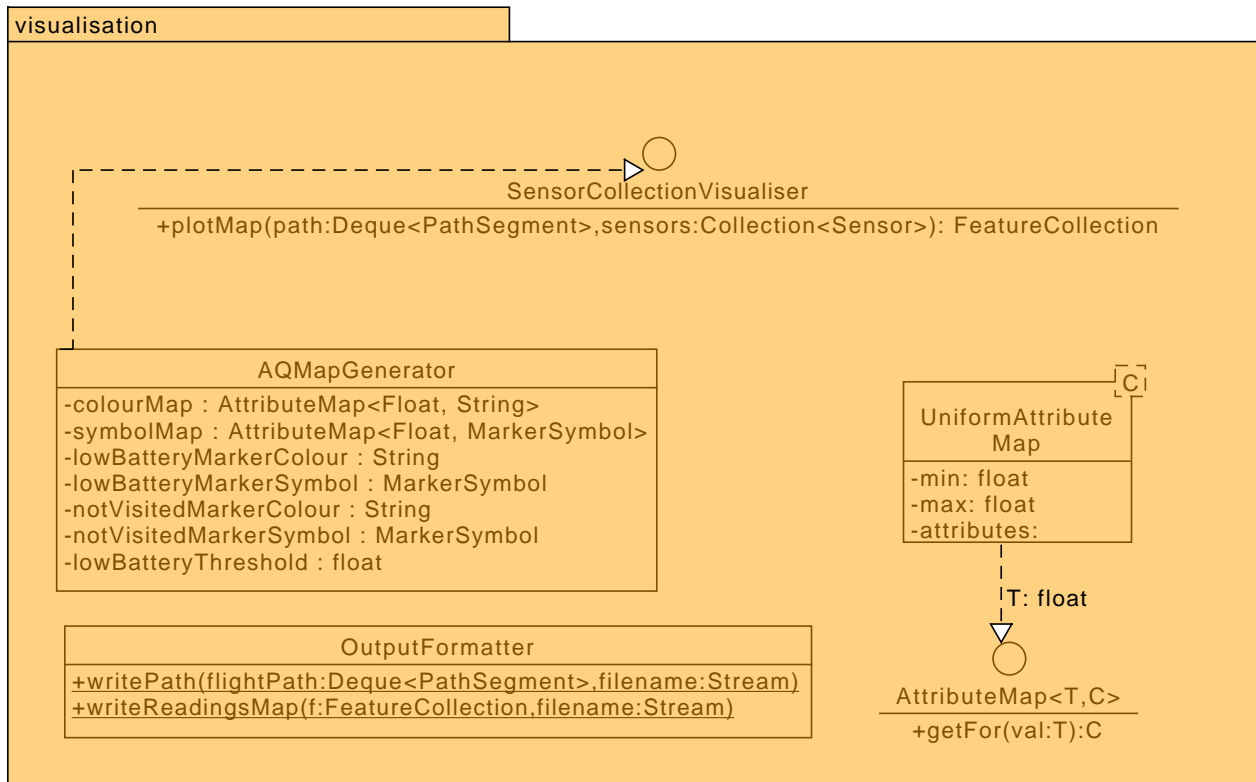 visualisation
SensorCollectionVisualiser
+plotMap(path:Deque<PathSegment>,sensors:Collection<Sensor>): FeatureCollection
AQMapGenerator
-colourMap : AttributeMap<Float, String>
-symbolMap : AttributeMap<Float, MarkerSymbol>
-lowBatteryMarkerColour : String
-lowBatteryMarkerSymbol : MarkerSymbol
-notVisitedMarkerColour : String
-notVisitedMarkerSymbol : MarkerSymbol
-lowBatteryThreshold : float
C
UniformAttribute
Map
-min: float
-max: float
-attributes:
T: float
OutputFormatter
+writePath(flightPath:Deque<PathSegment>,filename:Stream)
+writeReadingsMap(f:FeatureCollection,filename:Stream)
AttributeMap<T,C>
+getFor(val:T):C